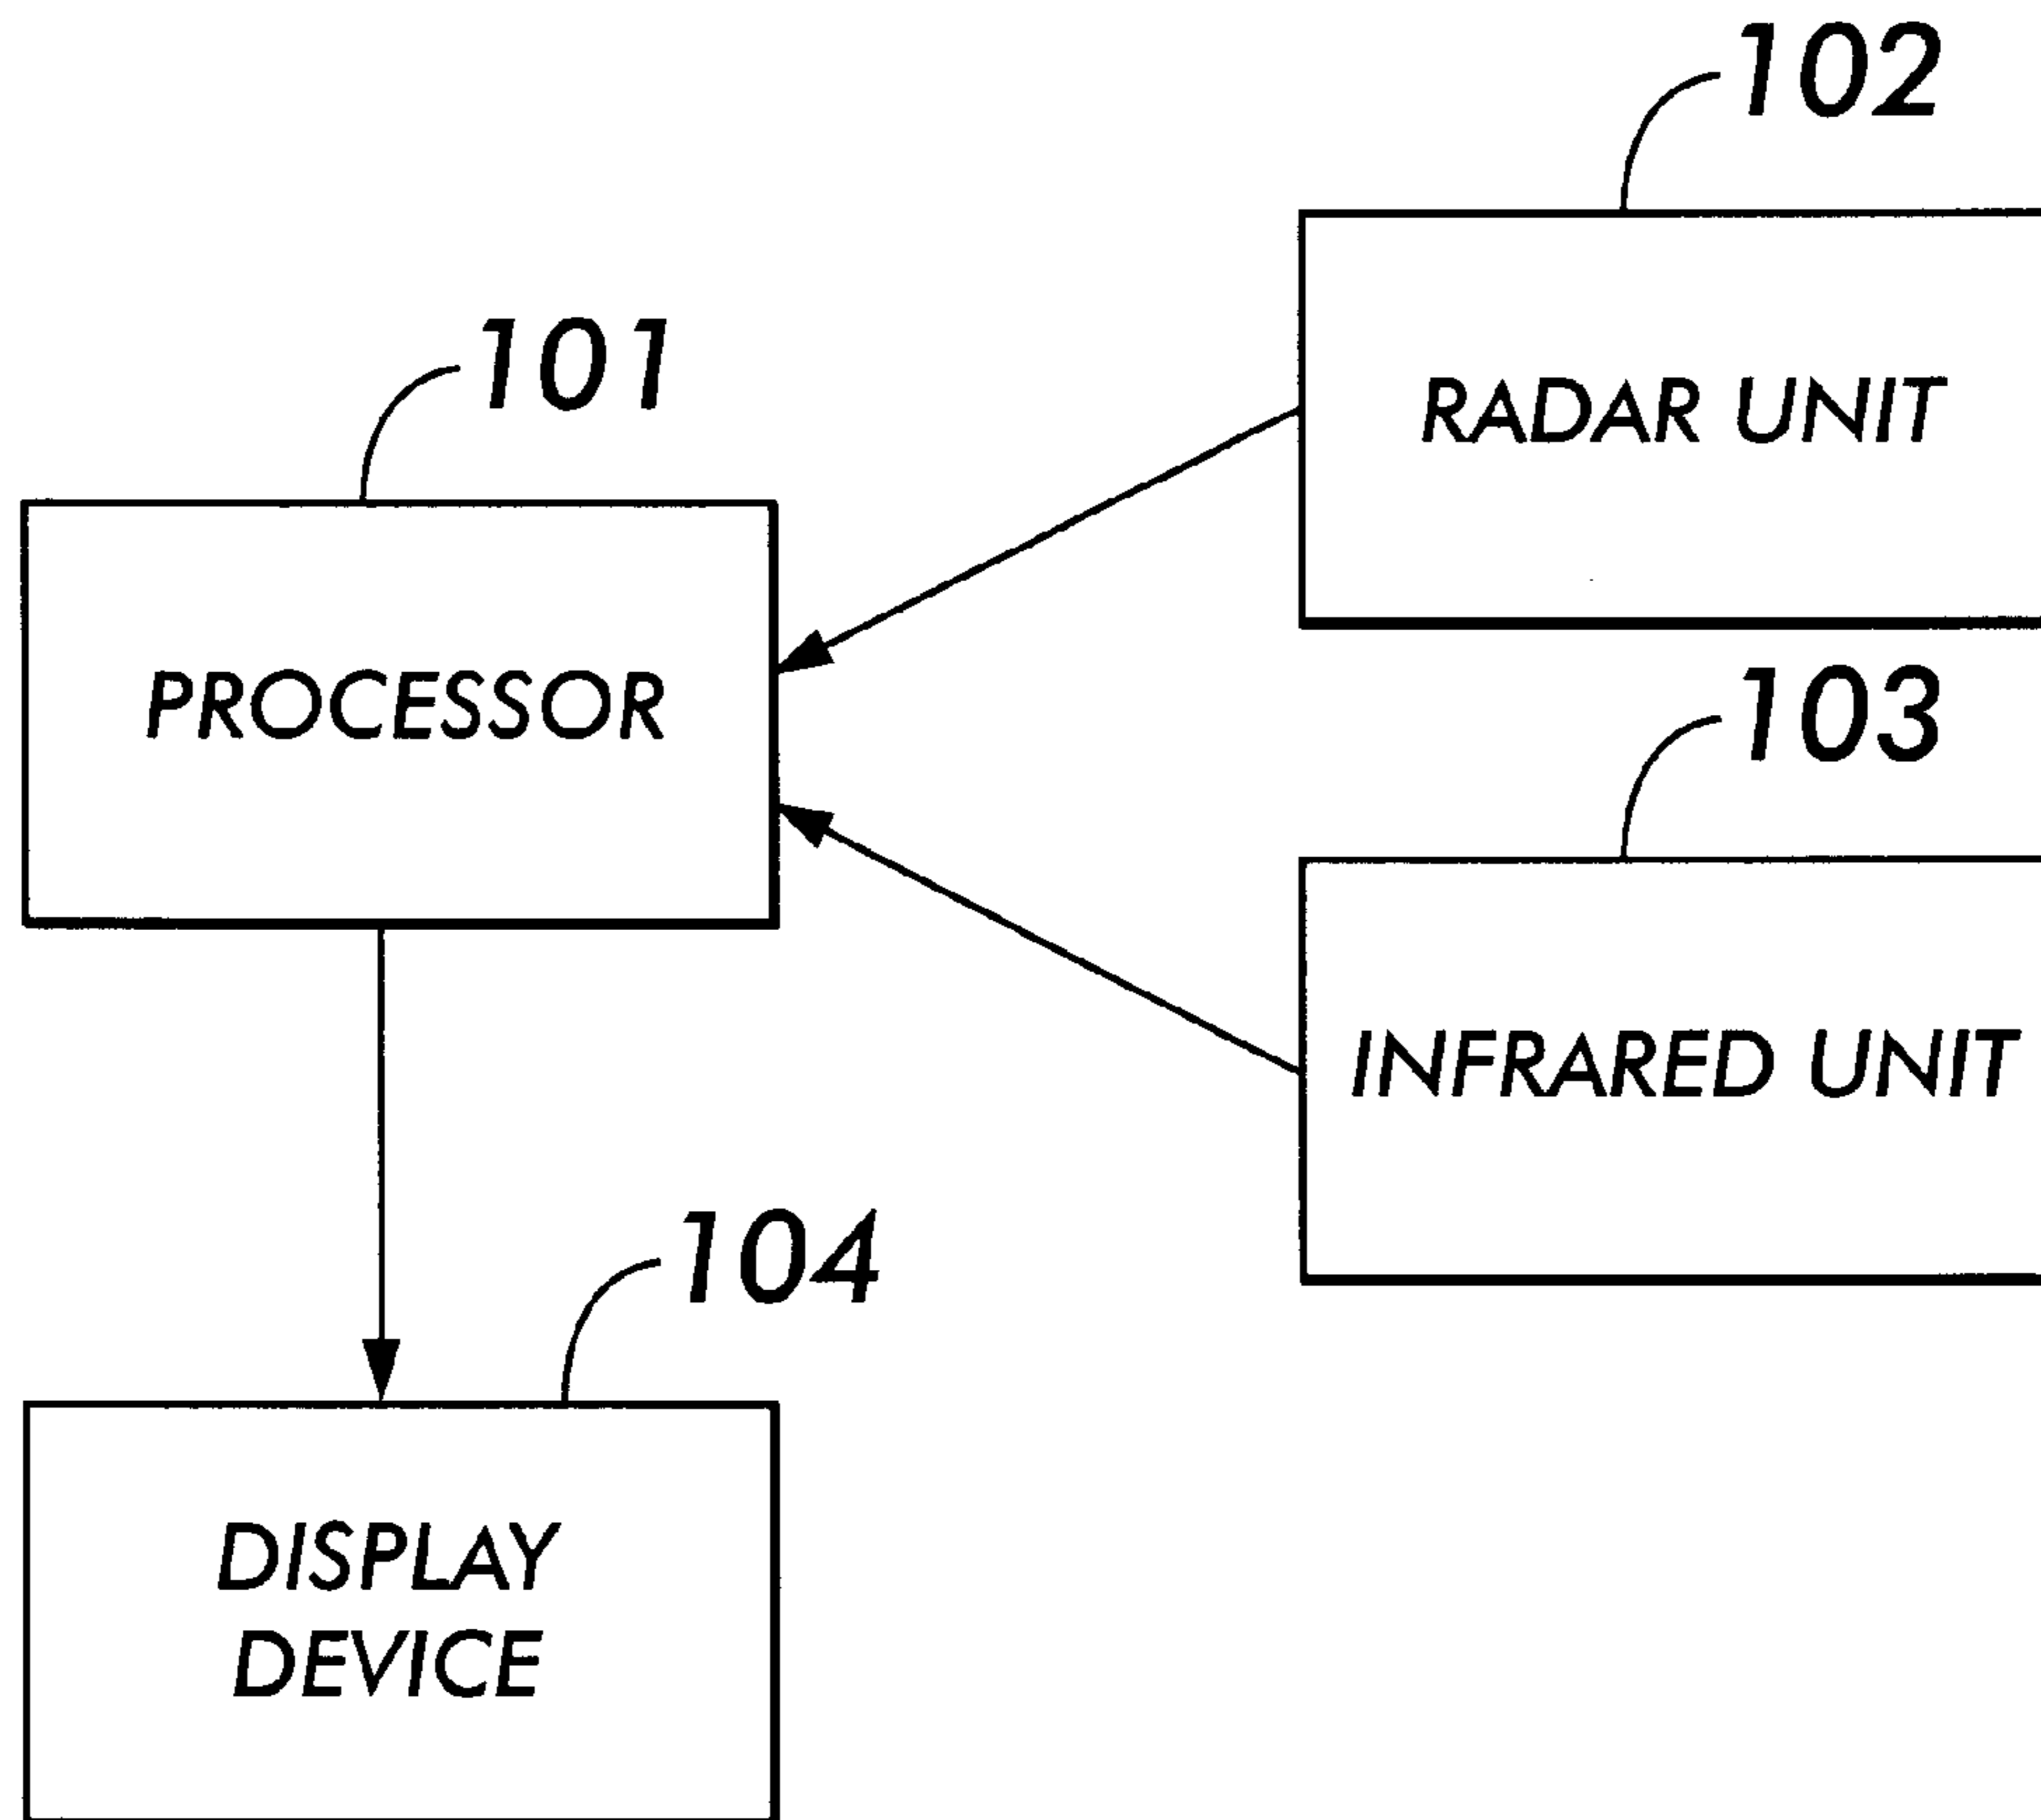 102
RADAR UNIT
101
PROCESSOR
103
INFRARED UNIT
104
DISPLAY
DEVICE